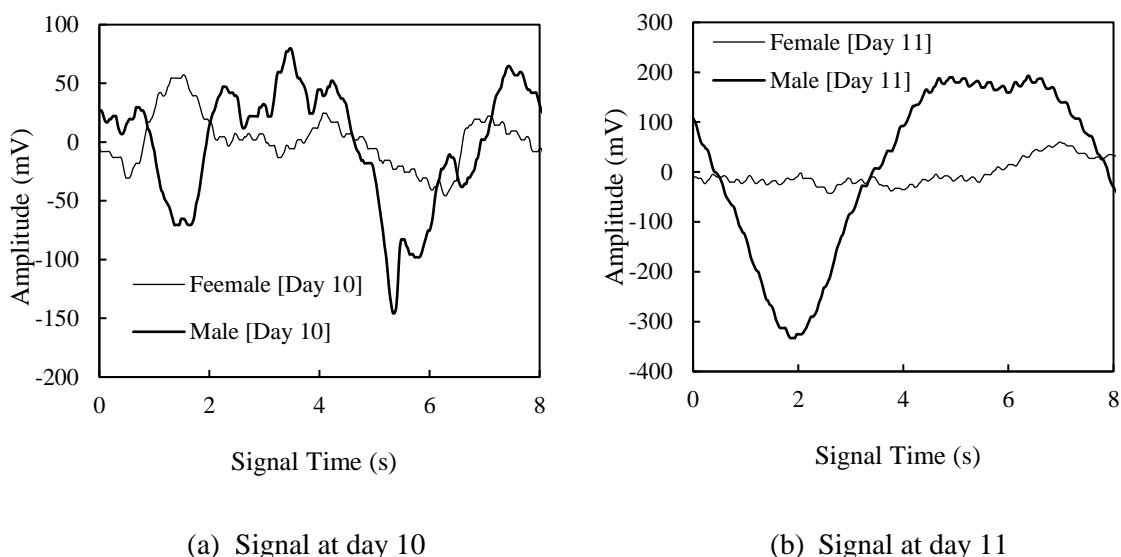 100
50
0
-50
-100
-150
-200
Amplitude (mV)
Feemale [Day 10]
Male [Day 10]
0 2 4 6 8
Signal Time (s)
(a) Signal at day 10
300
200
100
0
-100
-200
-300
-400
Amplitude (mV)
Female [Day 11]
Male [Day 11]
0 2 4 6 8
Signal Time (s)
(b) Signal at day 11